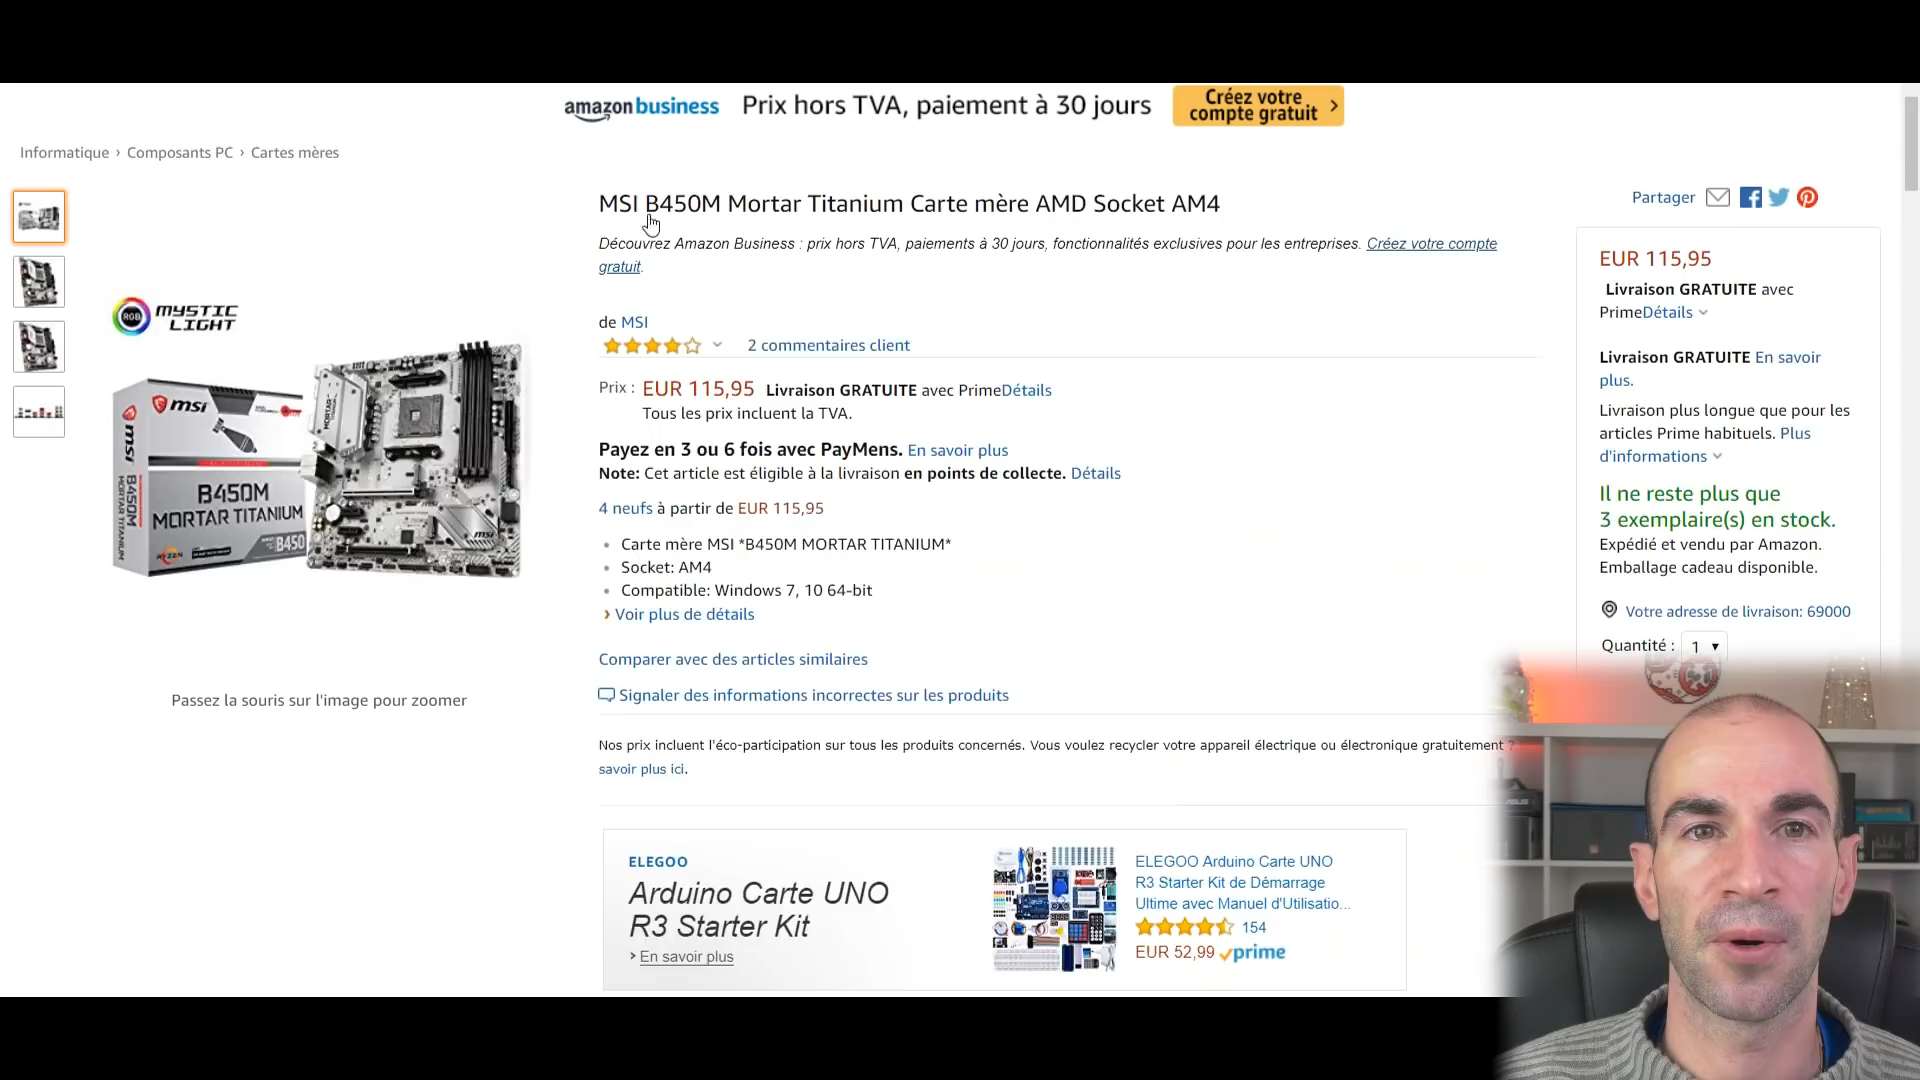 amazon business Prix hors TVA, paiement à 30 jours Créez votre compte gratuit
Informatique › Composants PC › Cartes mères
MSI B450M Mortar Titanium Carte mère AMD Socket AM4
Découvrez Amazon Business : prix hors TVA, paiements à 30 jours, fonctionnalités exclusives pour les entreprises. Créez votre compte
gratuit.
de MSI
2 commentaires client
Prix : EUR 115,95 Livraison GRATUITE avec PrimeDétails
Tous les prix incluent la TVA.
Payez en 3 ou 6 fois avec PayMens. En savoir plus
Note: Cet article est éligible à la livraison en points de collecte. Détails
4 neufs à partir de EUR 115,95
Carte mère MSI *B450M MORTAR TITANIUM*
Socket: AM4
Compatible: Windows 7, 10 64-bit
› Voir plus de détails
Comparer avec des articles similaires
Signaler des informations incorrectes sur les produits
Nos prix incluent l'éco-participation sur tous les produits concernés. Vous voulez recycler votre appareil électrique ou électronique gratuitement ?
savoir plus ici.
RGB MYSTIC
LIGHT
msi
B450M
MORTAR TITANIUM
RYZEN
B450
msi
B450M
MORTAR TITANIUM
Passez la souris sur l'image pour zoomer
Partager
EUR 115,95
Livraison GRATUITE avec
PrimeDétails
Livraison GRATUITE En savoir
plus.
Livraison plus longue que pour les
articles Prime habituels. Plus
d'informations
Il ne reste plus que
3 exemplaire(s) en stock.
Expédié et vendu par Amazon.
Emballage cadeau disponible.
Votre adresse de livraison: 69000
Quantité : 1
ELEGOO
Arduino Carte UNO
R3 Starter Kit
› En savoir plus
ELEGOO Arduino Carte UNO
R3 Starter Kit de Démarrage
Ultime avec Manuel d'Utilisatio...
154
EUR 52,99 prime